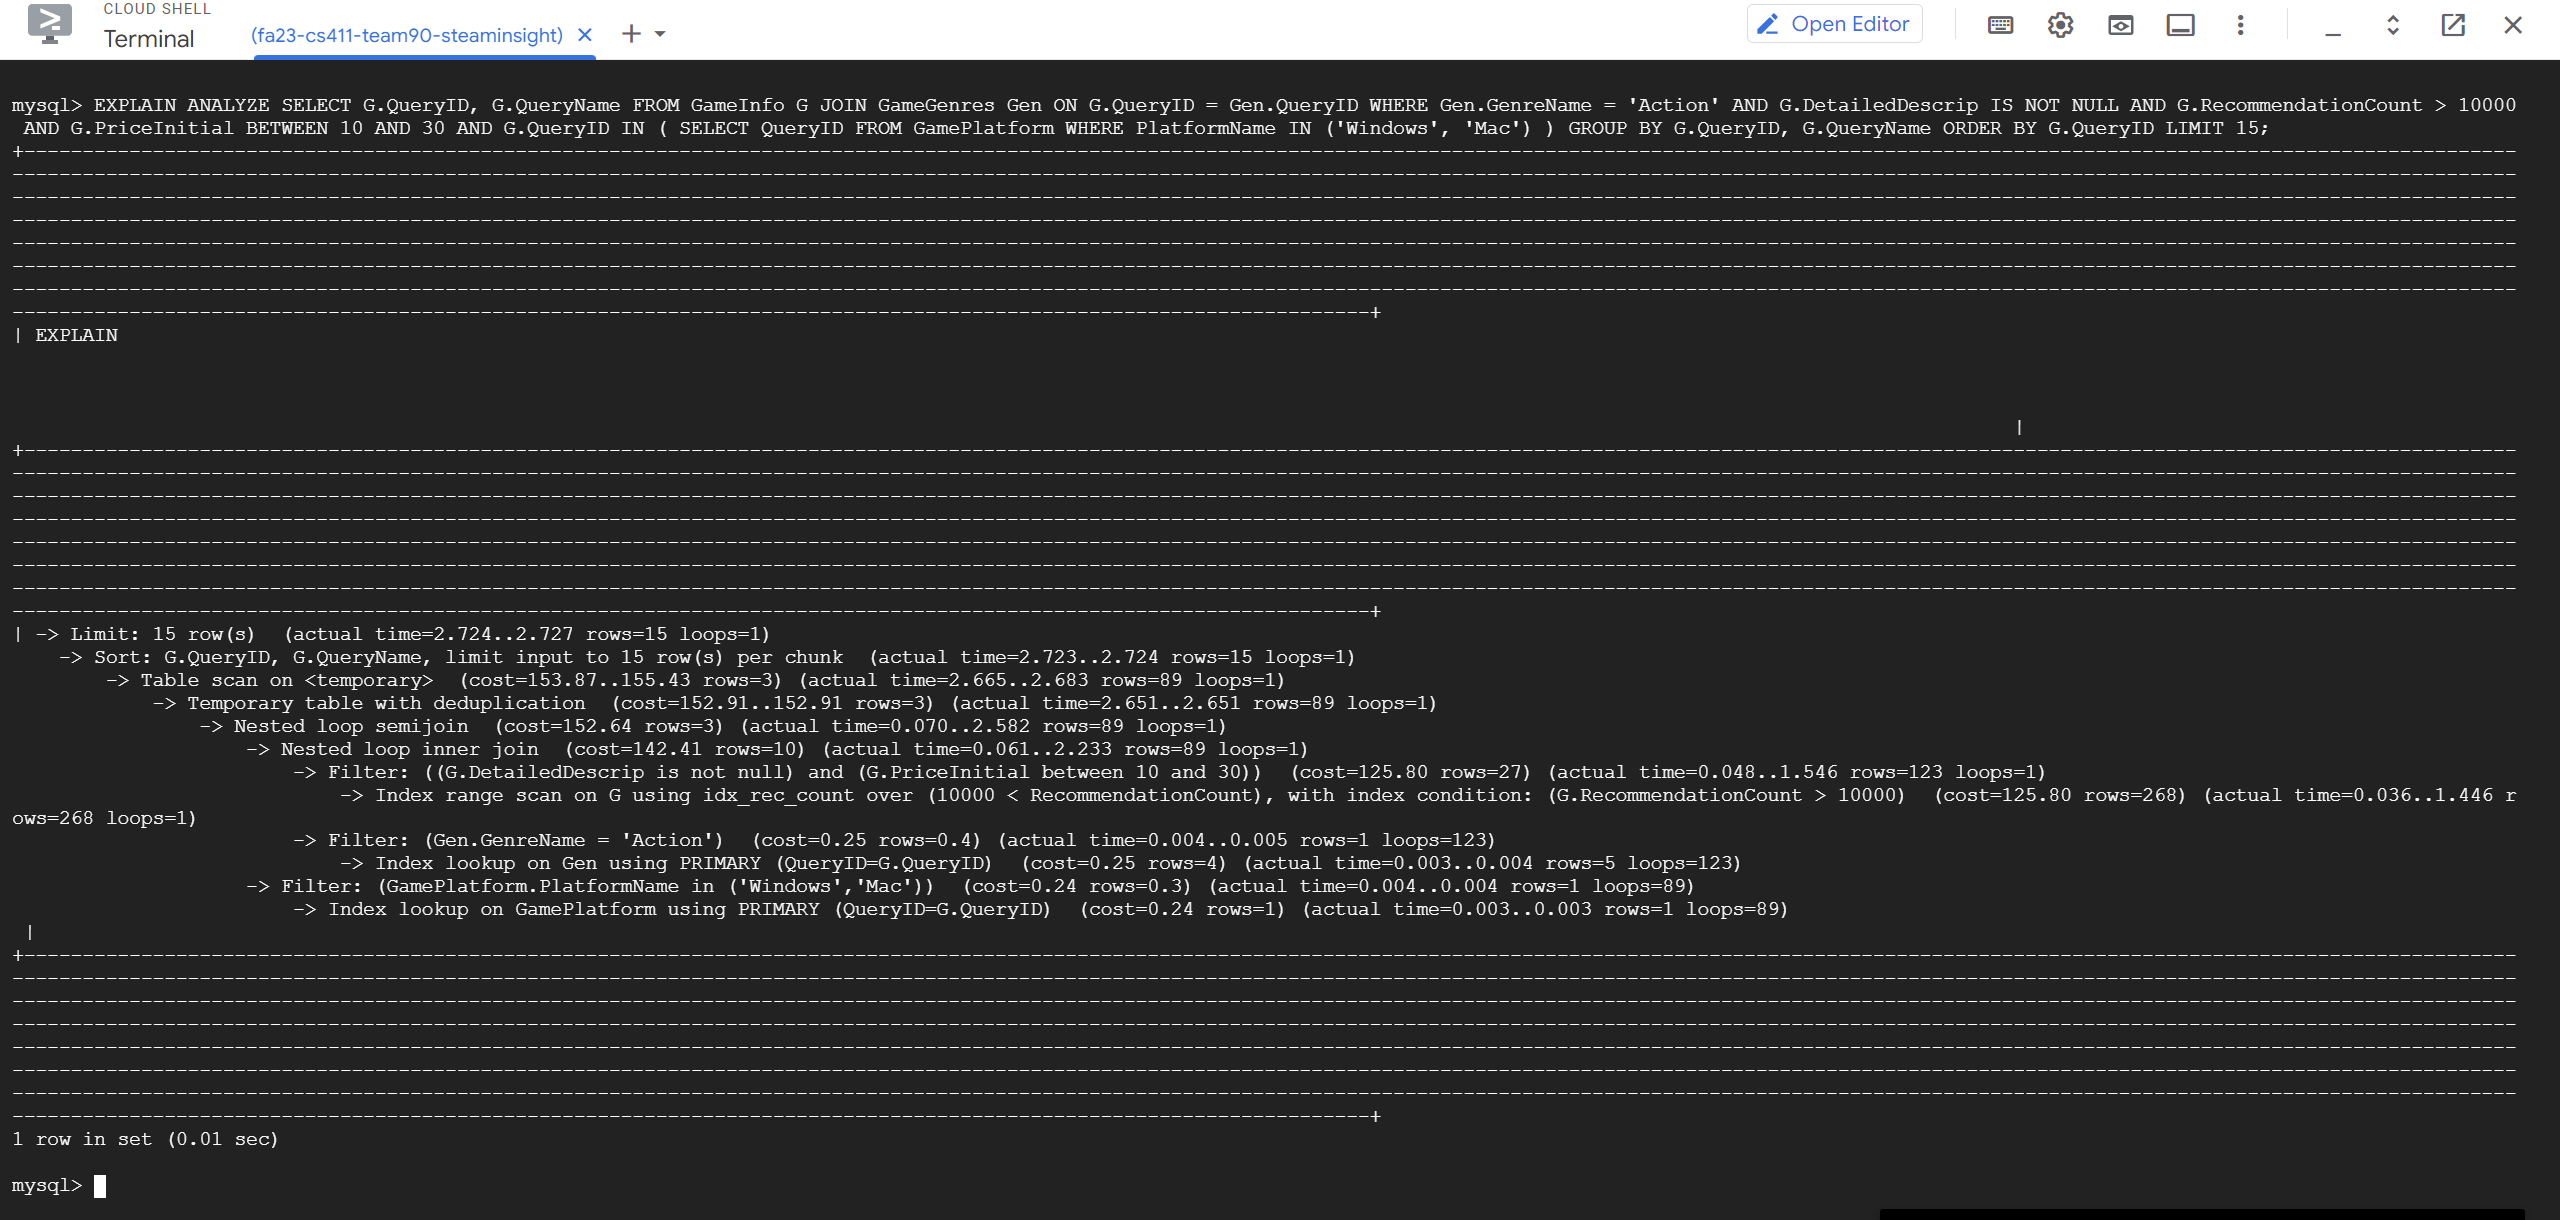 CLOUD SHELL
Terminal
(fa23-cs411-team90-steaminsight)
Open Editor
mysql> EXPLAIN ANALYZE SELECT G.QueryID, G.QueryName FROM GameInfo G JOIN GameGenres Gen ON G.QueryID = Gen.QueryID WHERE Gen.GenreName = 'Action' AND G.DetailedDescrip IS NOT NULL AND G.RecommendationCount > 10000
AND G.PriceInitial BETWEEN 10 AND 30 AND G.QueryID IN ( SELECT QueryID FROM GamePlatform WHERE PlatformName IN ('Windows', 'Mac') ) GROUP BY G.QueryID, G.QueryName ORDER BY G.QueryID LIMIT 15;
| EXPLAIN
|
| -> Limit: 15 row(s)  (actual time=2.724..2.727 rows=15 loops=1)
-> Sort: G.QueryID, G.QueryName, limit input to 15 row(s) per chunk  (actual time=2.723..2.724 rows=15 loops=1)
-> Table scan on <temporary>  (cost=153.87..155.43 rows=3) (actual time=2.665..2.683 rows=89 loops=1)
-> Temporary table with deduplication  (cost=152.91..152.91 rows=3) (actual time=2.651..2.651 rows=89 loops=1)
-> Nested loop semijoin  (cost=152.64 rows=3) (actual time=0.070..2.582 rows=89 loops=1)
-> Nested loop inner join  (cost=142.41 rows=10) (actual time=0.061..2.233 rows=89 loops=1)
-> Filter: ((G.DetailedDescrip is not null) and (G.PriceInitial between 10 and 30))  (cost=125.80 rows=27) (actual time=0.048..1.546 rows=123 loops=1)
-> Index range scan on G using idx_rec_count over (10000 < RecommendationCount), with index condition: (G.RecommendationCount > 10000)  (cost=125.80 rows=268) (actual time=0.036..1.446 r
ows=268 loops=1)
-> Filter: (Gen.GenreName = 'Action')  (cost=0.25 rows=0.4) (actual time=0.004..0.005 rows=1 loops=123)
-> Index lookup on Gen using PRIMARY (QueryID=G.QueryID)  (cost=0.25 rows=4) (actual time=0.003..0.004 rows=5 loops=123)
-> Filter: (GamePlatform.PlatformName in ('Windows','Mac'))  (cost=0.24 rows=0.3) (actual time=0.004..0.004 rows=1 loops=89)
-> Index lookup on GamePlatform using PRIMARY (QueryID=G.QueryID)  (cost=0.24 rows=1) (actual time=0.003..0.003 rows=1 loops=89)
|
1 row in set (0.01 sec)
mysql>